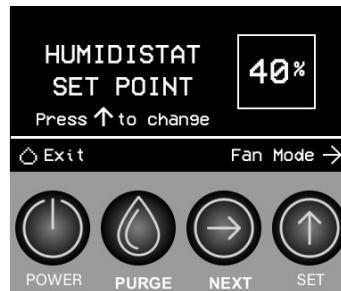 HUMIDISTAT
SET POINT
40%
Press ↑ to change
Exit
Fan Mode →
POWER
PURGE
NEXT
SET